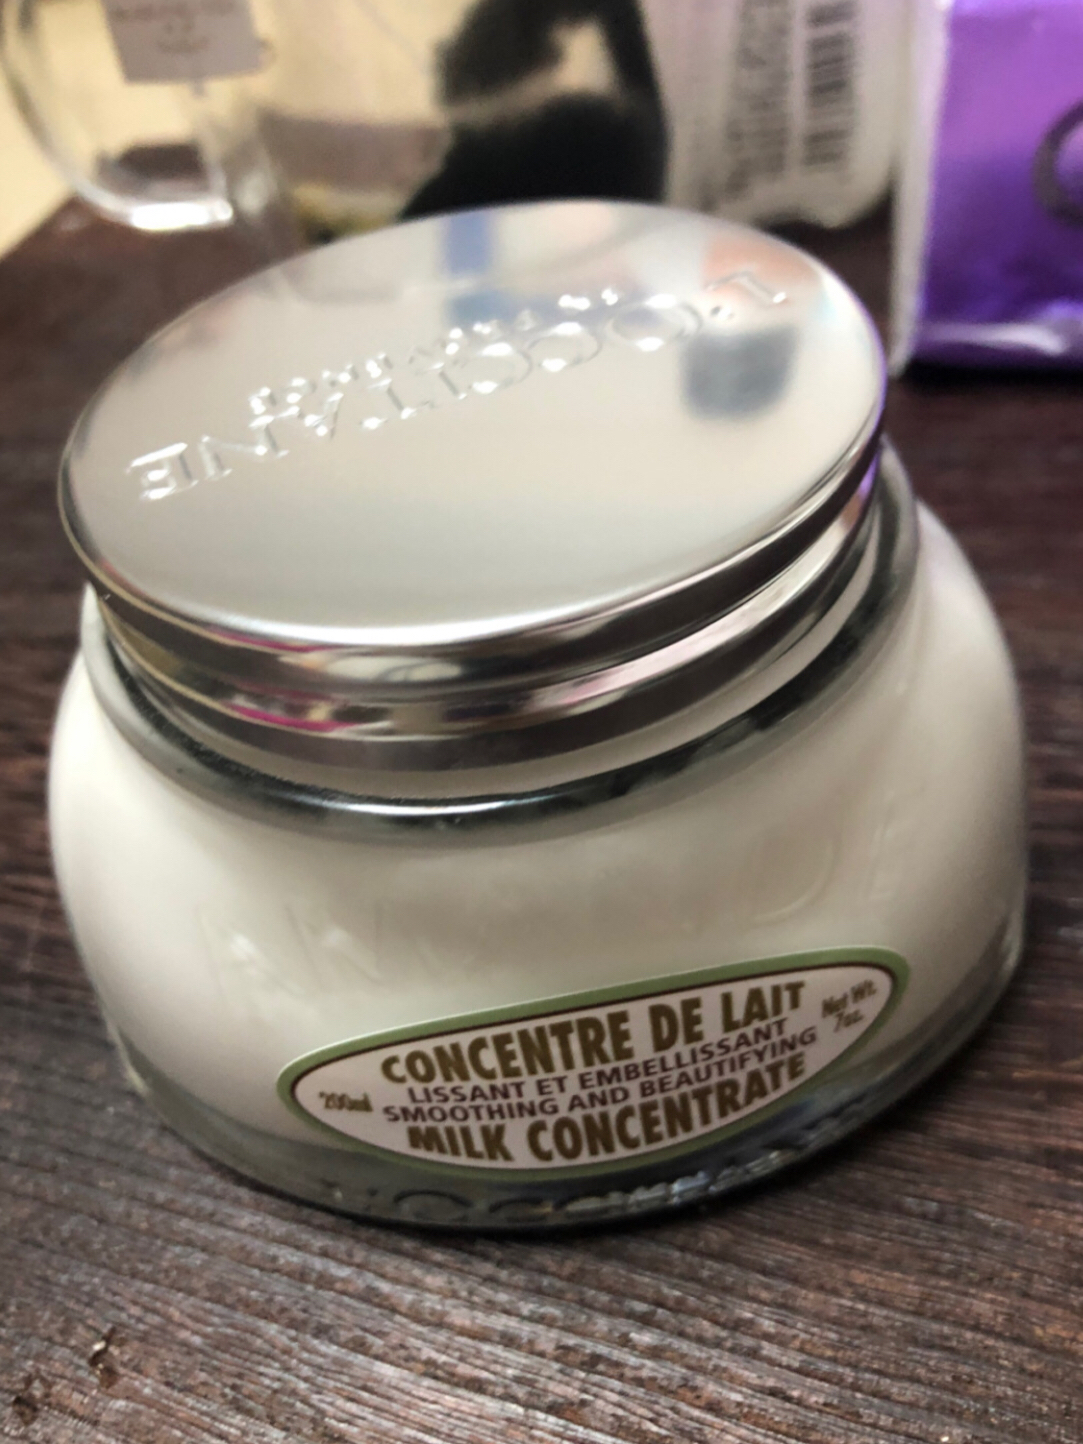 L'OCCITANE
CONCENTRE DE LAIT
LISSANT ET EMBELLISSANT
SMOOTHING AND BEAUTIFYING
MILK CONCENTRATE
200ml
Net Wt.
7oz.